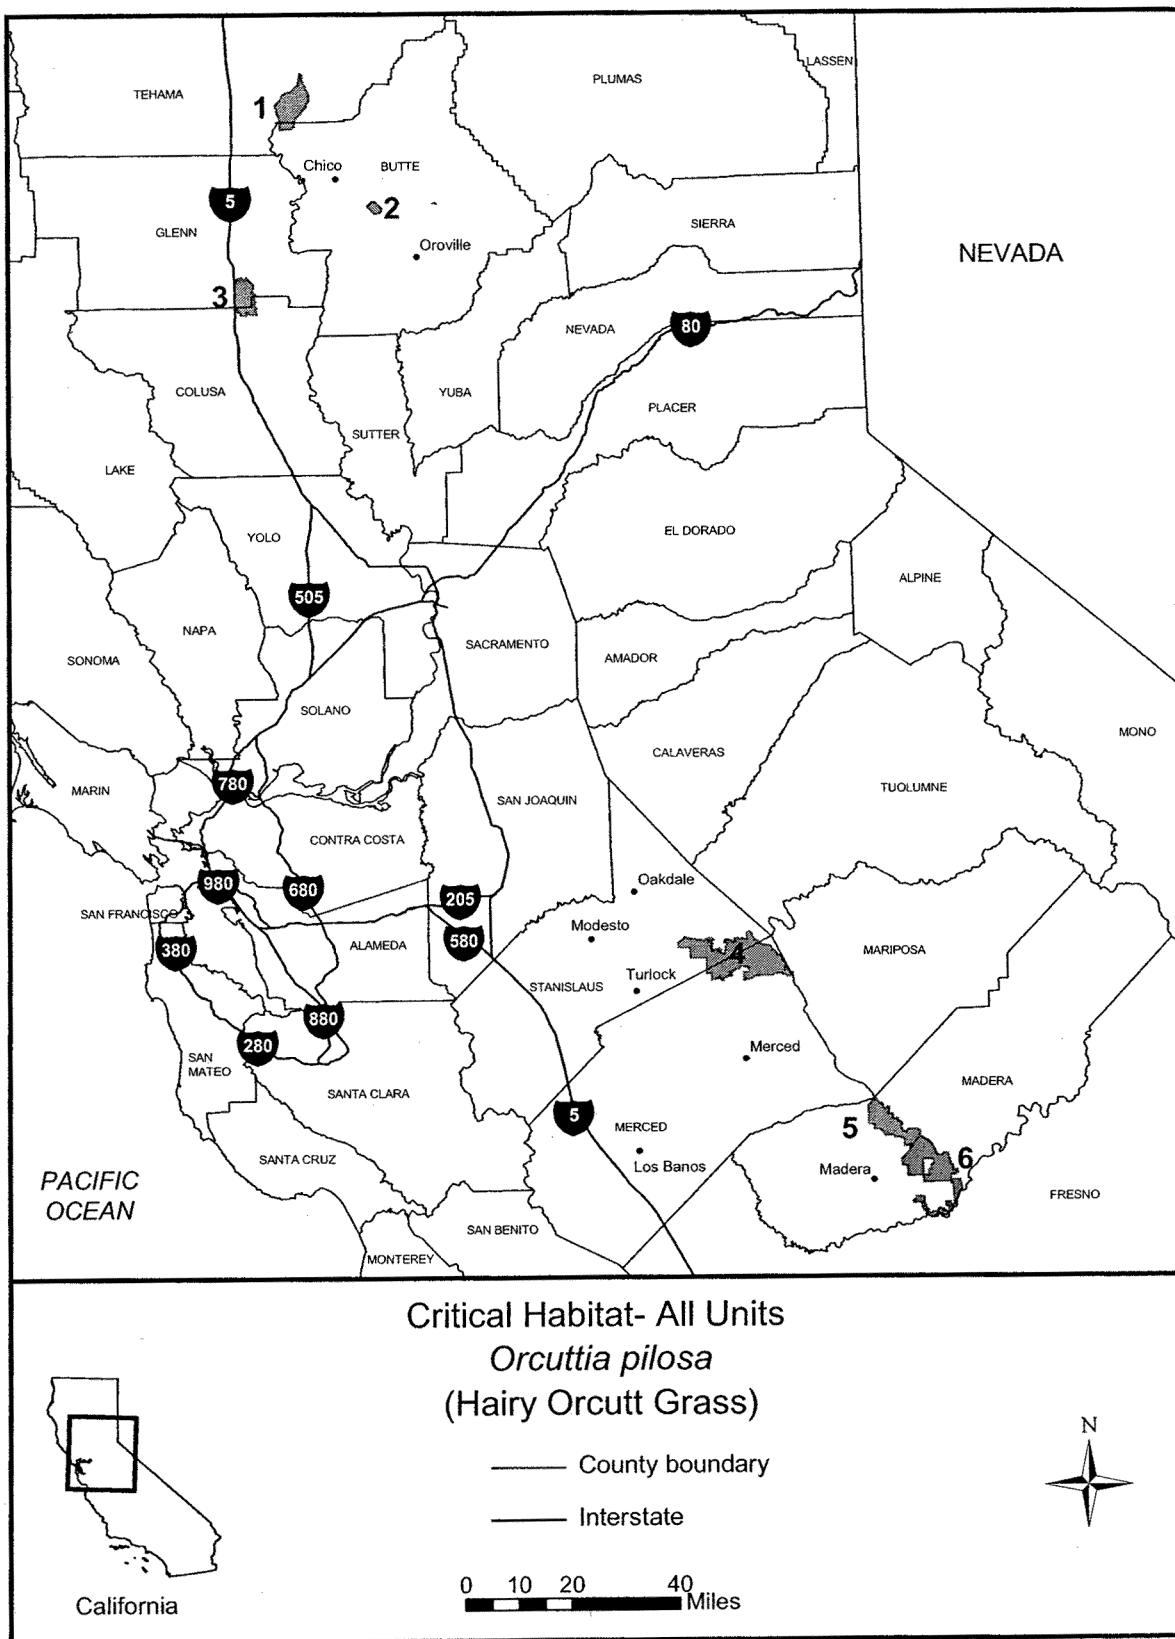 TEHAMA
PLUMAS
LASSEN
1
Chico
BUTTE
5
2
GLENN
SIERRA
Oroville
NEVADA
3
NEVADA
80
COLUSA
YUBA
PLACER
SUTTER
LAKE
EL DORADO
YOLO
ALPINE
505
NAPA
SACRAMENTO
AMADOR
SONOMA
SOLANO
MONO
CALAVERAS
780
TUOLUMNE
MARIN
SAN JOAQUIN
CONTRA COSTA
Oakdale
980
680
205
SAN FRANCISCO
Modesto
380
ALAMEDA
580
4
MARIPOSA
Turlock
STANISLAUS
880
280
Merced
SAN
MATEO
SANTA CLARA
MADERA
5
MERCED
5
SANTA CRUZ
Los Banos
Madera
6
PACIFIC
OCEAN
FRESNO
SAN BENITO
MONTEREY
Critical Habitat- All Units
Orcuttia pilosa
(Hairy Orcutt Grass)
County boundary
Interstate
N
0 10 20 40
Miles
California